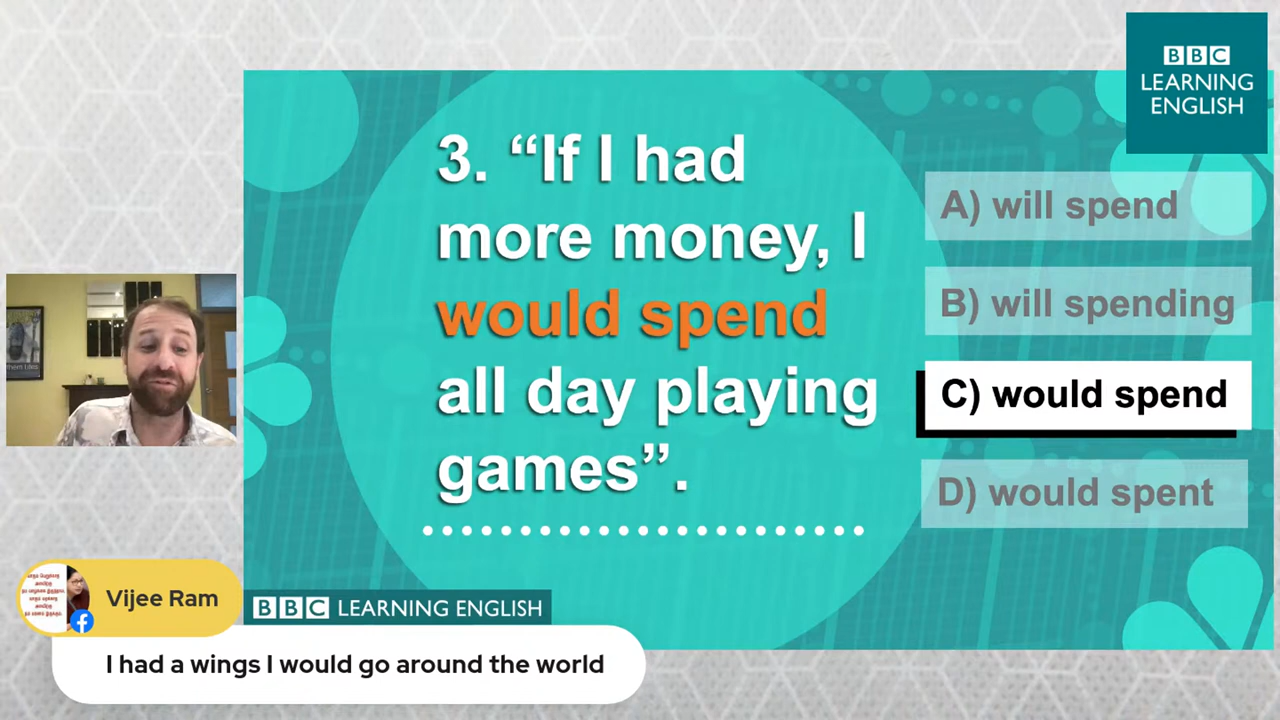 BBC
LEARNING
ENGLISH
3. “If I had
more money, I
would spend
all day playing
games”.
A) will spend
B) will spending
C) would spend
D) would spent
BBC LEARNING ENGLISH
Vijee Ram
I had a wings I would go around the world